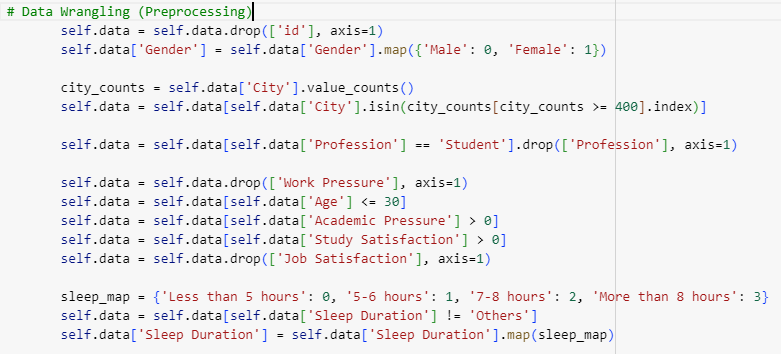 # Data Wrangling (Preprocessing)
self.data = self.data.drop(['id'], axis=1)
self.data['Gender'] = self.data['Gender'].map({'Male': 0, 'Female': 1})
city_counts = self.data['City'].value_counts()
self.data = self.data[self.data['City'].isin(city_counts[city_counts >= 400].index)]
self.data = self.data[self.data['Profession'] == 'Student'].drop(['Profession'], axis=1)
self.data = self.data.drop(['Work Pressure'], axis=1)
self.data = self.data[self.data['Age'] <= 30]
self.data = self.data[self.data['Academic Pressure'] > 0]
self.data = self.data[self.data['Study Satisfaction'] > 0]
self.data = self.data.drop(['Job Satisfaction'], axis=1)
sleep_map = {'Less than 5 hours': 0, '5-6 hours': 1, '7-8 hours': 2, 'More than 8 hours': 3}
self.data = self.data[self.data['Sleep Duration'] != 'Others']
self.data['Sleep Duration'] = self.data['Sleep Duration'].map(sleep_map)